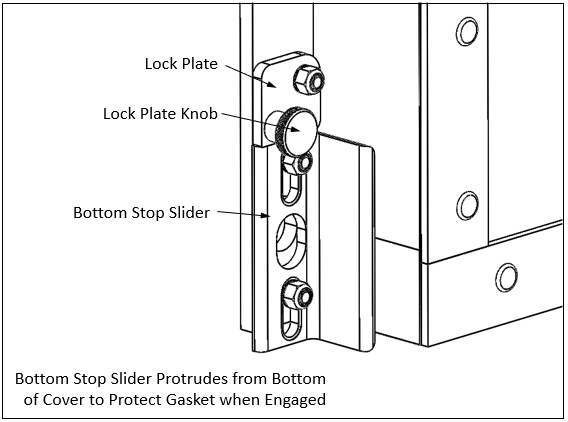 Lock Plate
Lock Plate Knob
Bottom Stop Slider
Bottom Stop Slider Protrudes from Bottom
of Cover to Protect Gasket when Engaged